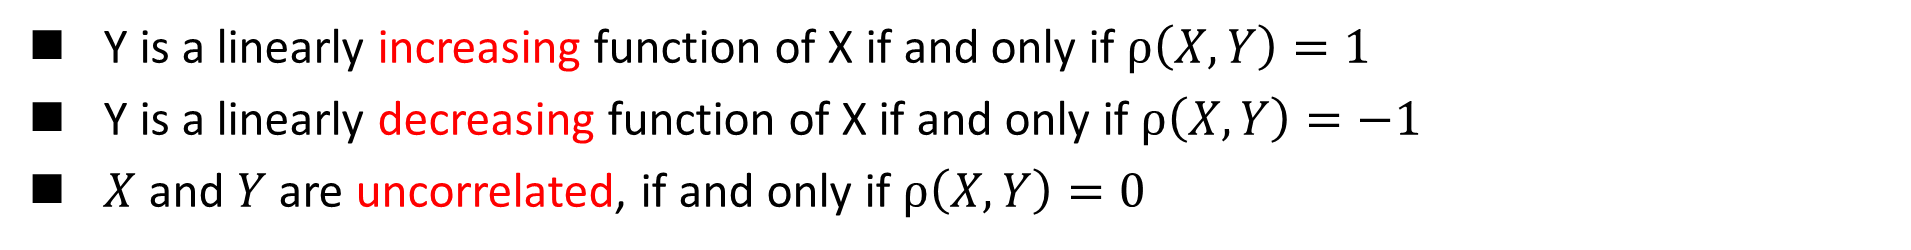 ■ Y is a linearly increasing function of X if and only if ρ(X, Y) = 1
■ Y is a linearly decreasing function of X if and only if ρ(X, Y) = −1
■ X and Y are uncorrelated, if and only if ρ(X, Y) = 0